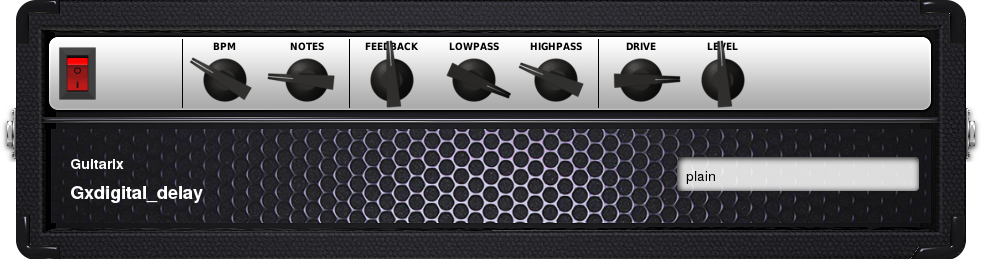 BPM NOTES FEEDBACK LOWPASS HIGHPASS DRIVE LEVEL
Guitarix
Gxdigital_delay
plain